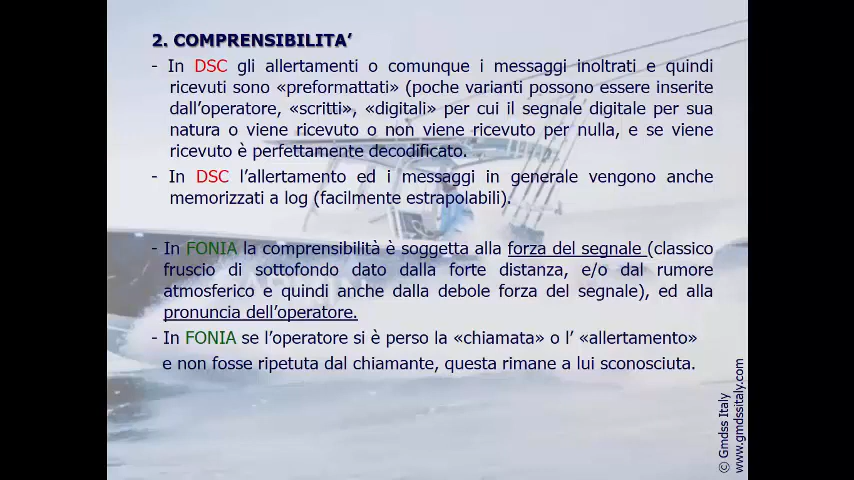 2. COMPRENSIBILITA’
- In DSC gli allertamenti o comunque i messaggi inoltrati e quindi
ricevuti sono «preformattati» (poche varianti possono essere inserite
dall’operatore, «scritti», «digitali» per cui il segnale digitale per sua
natura o viene ricevuto o non viene ricevuto per nulla, e se viene
ricevuto è perfettamente decodificato.
- In DSC l’allertamento ed i messaggi in generale vengono anche
memorizzati a log (facilmente estrapolabili).
- In FONIA la comprensibilità è soggetta alla forza del segnale (classico
fruscio di sottofondo dato dalla forte distanza, e/o dal rumore
atmosferico e quindi anche dalla debole forza del segnale), ed alla
pronuncia dell’operatore.
- In FONIA se l’operatore si è perso la «chiamata» o l’ «allertamento»
e non fosse ripetuta dal chiamante, questa rimane a lui sconosciuta.
© Gmdss Italy
www.gmdssitaly.com